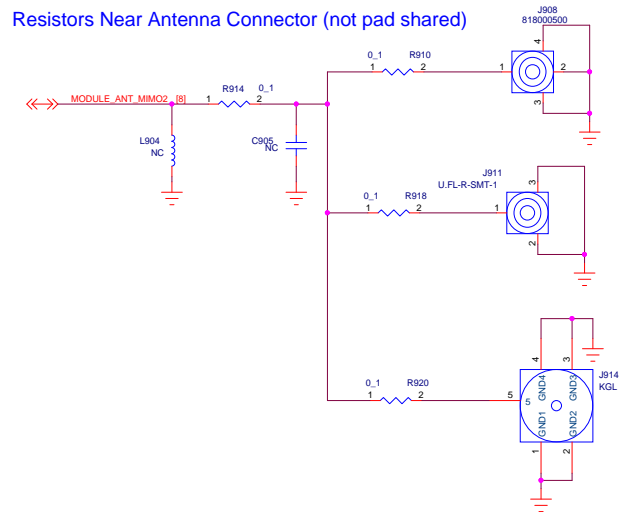 Resistors Near Antenna Connector (not pad shared)
J908
818000500
4
0_1 R910
1 2 1 2
3
MODULE_ANT_MIMO2 [8]
R914 0_1
1 2
L904
NC
C905
NC
J911
U.FL-R-SMT-1
3
0_1 R918
1 2 1
2
J914
KGL
4 3
GND4 GND3
0_1 R920
1 2 5 5
GND1 GND2
1 2